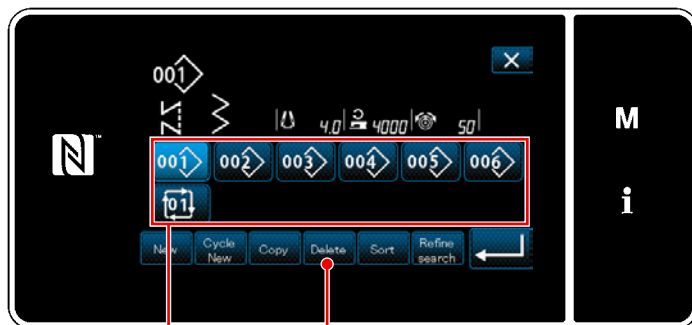 001
4.0 4000 50
001 002 003 004 005 006
01
New Cycle New Copy Delete Sort Refine search
M
i
N